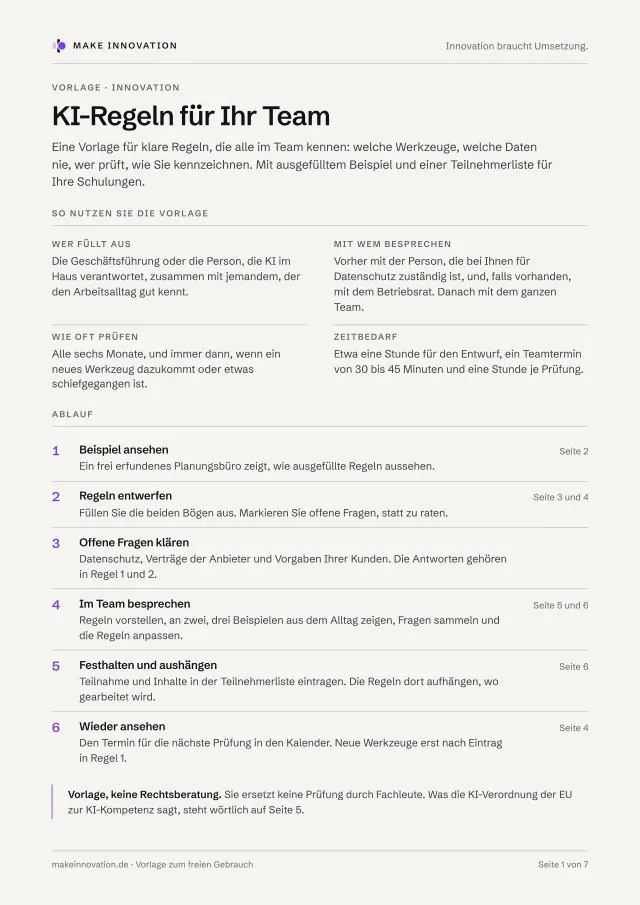 MAKE INNOVATION
Innovation braucht Umsetzung.
VORLAGE · INNOVATION
KI-Regeln für Ihr Team
Eine Vorlage für klare Regeln, die alle im Team kennen: welche Werkzeuge, welche Daten
nie, wer prüft, wie Sie kennzeichnen. Mit ausgefülltem Beispiel und einer Teilnehmerliste für
Ihre Schulungen.
SO NUTZEN SIE DIE VORLAGE
WER FÜLLT AUS
Die Geschäftsführung oder die Person, die KI im
Haus verantwortet, zusammen mit jemandem, der
den Arbeitsalltag gut kennt.
MIT WEM BESPRECHEN
Vorher mit der Person, die bei Ihnen für
Datenschutz zuständig ist, und, falls vorhanden,
mit dem Betriebsrat. Danach mit dem ganzen
Team.
WIE OFT PRÜFEN
Alle sechs Monate, und immer dann, wenn ein
neues Werkzeug dazukommt oder etwas
schiefgegangen ist.
ZEITBEDARF
Etwa eine Stunde für den Entwurf, ein Teamtermin
von 30 bis 45 Minuten und eine Stunde je Prüfung.
ABLAUF
1 Beispiel ansehen Seite 2
Ein frei erfundenes Planungsbüro zeigt, wie ausgefüllte Regeln aussehen.
2 Regeln entwerfen Seite 3 und 4
Füllen Sie die beiden Bögen aus. Markieren Sie offene Fragen, statt zu raten.
3 Offene Fragen klären
Datenschutz, Verträge der Anbieter und Vorgaben Ihrer Kunden. Die Antworten gehören
in Regel 1 und 2.
4 Im Team besprechen Seite 5 und 6
Regeln vorstellen, an zwei, drei Beispielen aus dem Alltag zeigen, Fragen sammeln und
die Regeln anpassen.
5 Festhalten und aushängen Seite 6
Teilnahme und Inhalte in der Teilnehmerliste eintragen. Die Regeln dort aufhängen, wo
gearbeitet wird.
6 Wieder ansehen Seite 4
Den Termin für die nächste Prüfung in den Kalender. Neue Werkzeuge erst nach Eintrag
in Regel 1.
Vorlage, keine Rechtsberatung. Sie ersetzt keine Prüfung durch Fachleute. Was die KI-Verordnung der EU
zur KI-Kompetenz sagt, steht wörtlich auf Seite 5.
makeinnovation.de · Vorlage zum freien Gebrauch
Seite 1 von 7